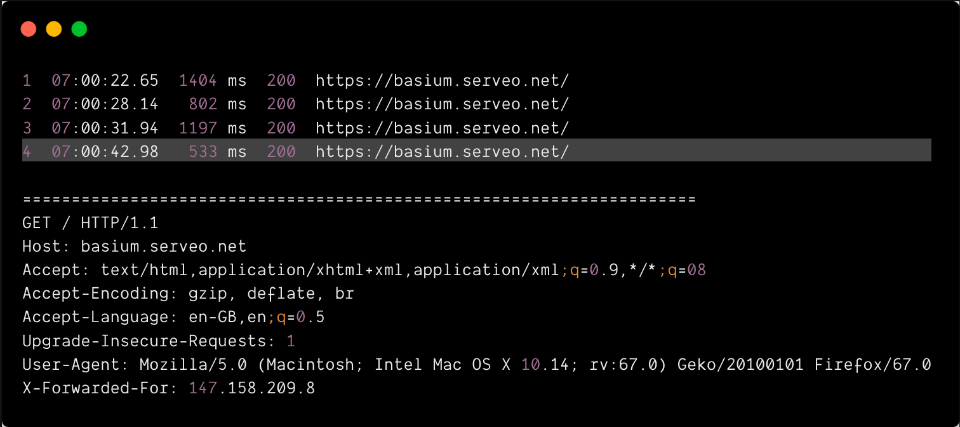 1 07:00:22.65 1404 ms 200 https://basium.serveo.net/
2 07:00:28.14 802 ms 200 https://basium.serveo.net/
3 07:00:31.94 1197 ms 200 https://basium.serveo.net/
4 07:00:42.98 533 ms 200 https://basium.serveo.net/
=====================================================================
GET / HTTP/1.1
Host: basium.serveo.net
Accept: text/html,application/xhtml+xml,application/xml;q=0.9,*/*;q=08
Accept-Encoding: gzip, deflate, br
Accept-Language: en-GB,en;q=0.5
Upgrade-Insecure-Requests: 1
User-Agent: Mozilla/5.0 (Macintosh; Intel Mac OS X 10.14; rv:67.0) Geko/20100101 Firefox/67.0
X-Forwarded-For: 147.158.209.8